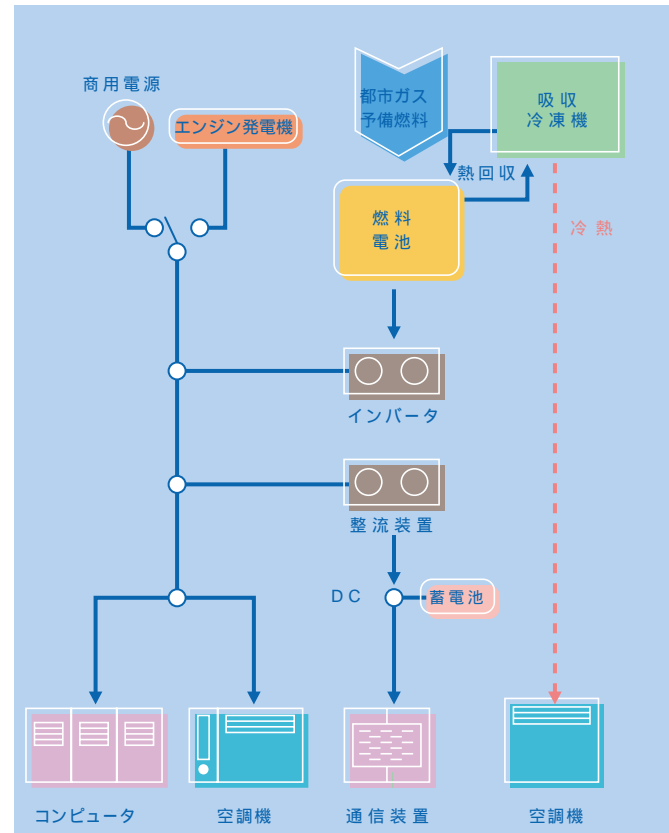 商用電源
エンジン発電機
都市ガス
予備燃料
吸収
冷凍機
熱回収
燃料
電池
冷熱
インバータ
整流装置
DC
蓄電池
コンピュータ
空調機
通信装置
空調機